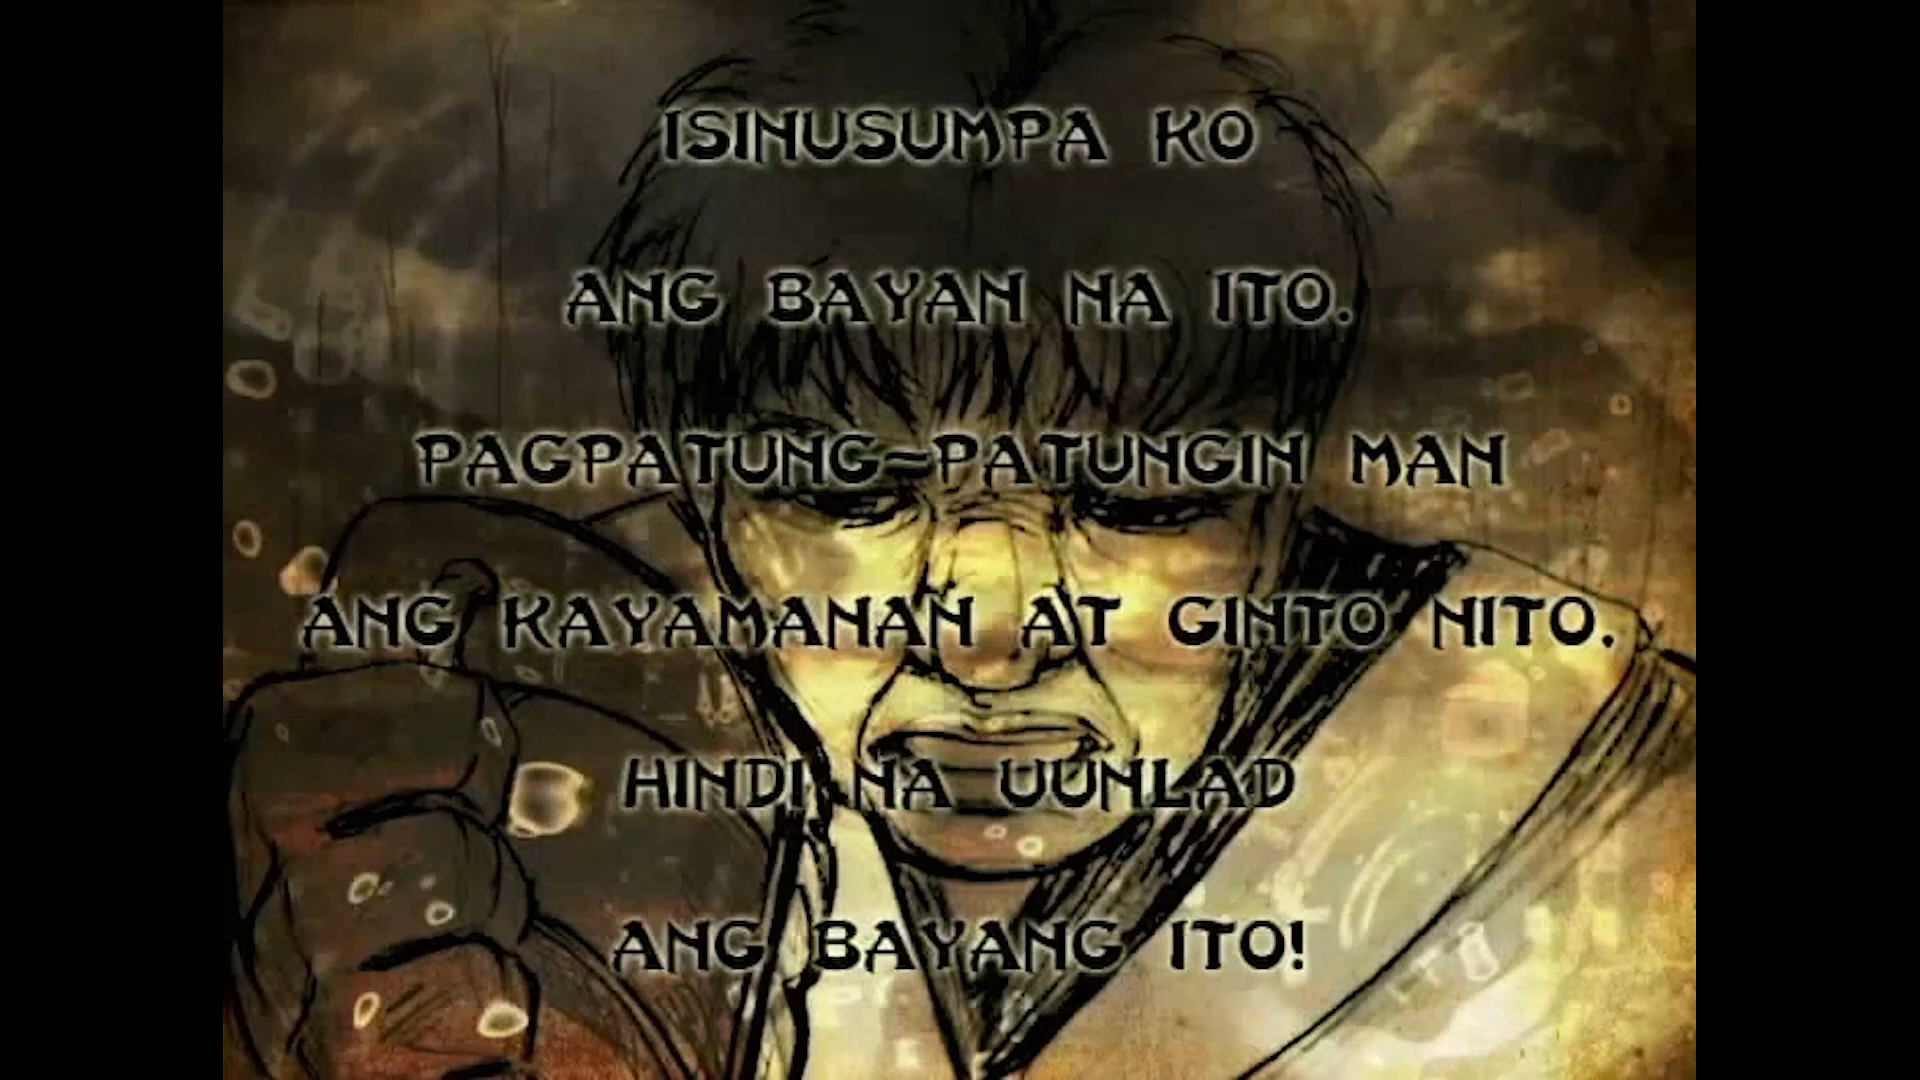 ISINUSUMPA KO
ANG BAYAN NA ITO.
PAGPATUNG-PATUNGIN MAN
ANG KAYAMANAN AT GINTO NITO.
HINDI NA UUNLAD
ANG BAYANG ITO!